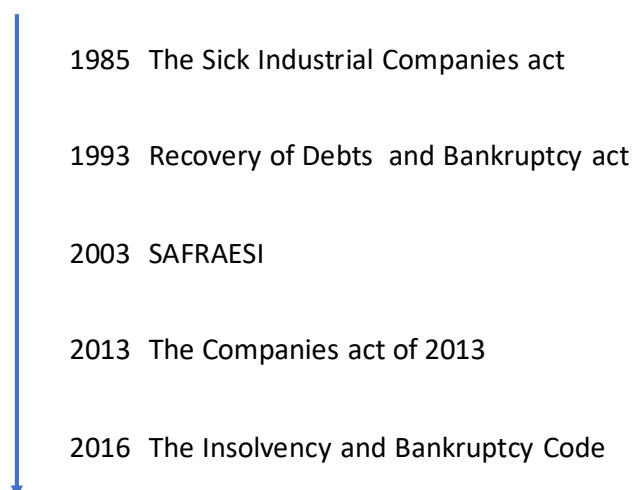 1985 The Sick Industrial Companies act
1993 Recovery of Debts and Bankruptcy act
2003 SAFRAESI
2013 The Companies act of 2013
2016 The Insolvency and Bankruptcy Code